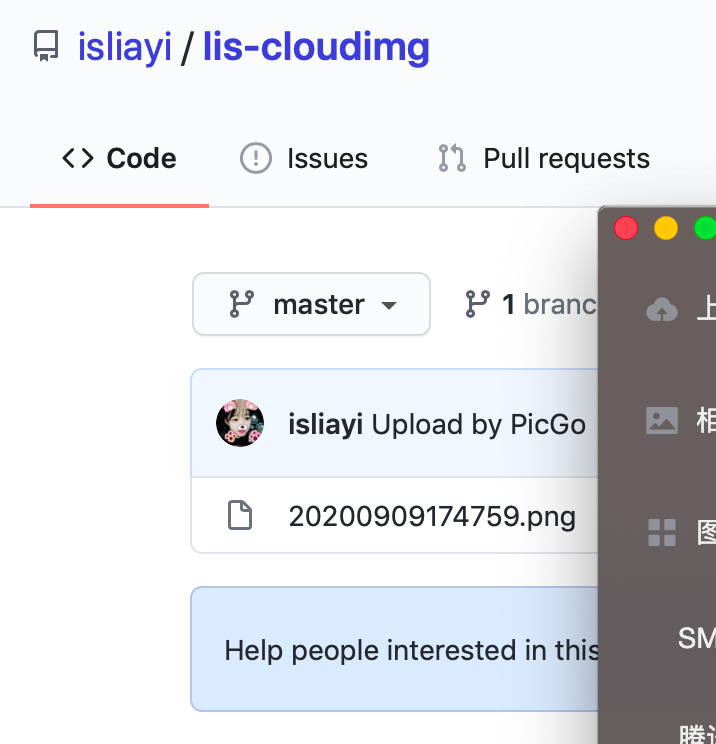 isliayi / lis-cloudimg
Code Issues Pull requests
master 1 branc
上
isliayi Upload by PicGo
相
20200909174759.png
图
Help people interested in this
SM
腾讯